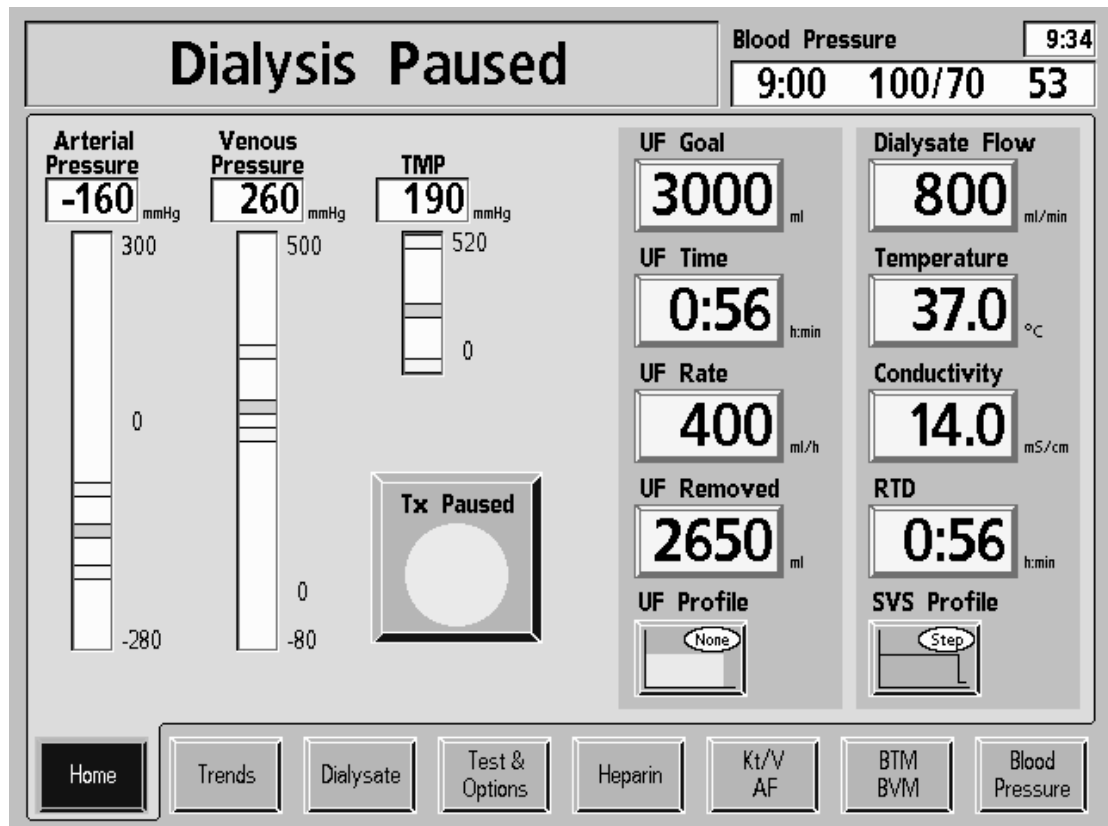 Dialysis Paused
Blood Pressure 9:34
9:00 100/70 53
Arterial
Pressure
-160 mmHg
300
0
-280
Venous
Pressure
260 mmHg
500
0
-80
TMP
190 mmHg
520
0
Tx Paused
UF Goal
3000 ml
UF Time
0:56 h:min
UF Rate
400 ml/h
UF Removed
2650 ml
UF Profile
None
Dialysate Flow
800 ml/min
Temperature
37.0 °C
Conductivity
14.0 mS/cm
RTD
0:56 h:min
SVS Profile
Step
Home
Trends
Dialysate
Test &
Options
Heparin
Kt/V
AF
BTM
BVM
Blood
Pressure